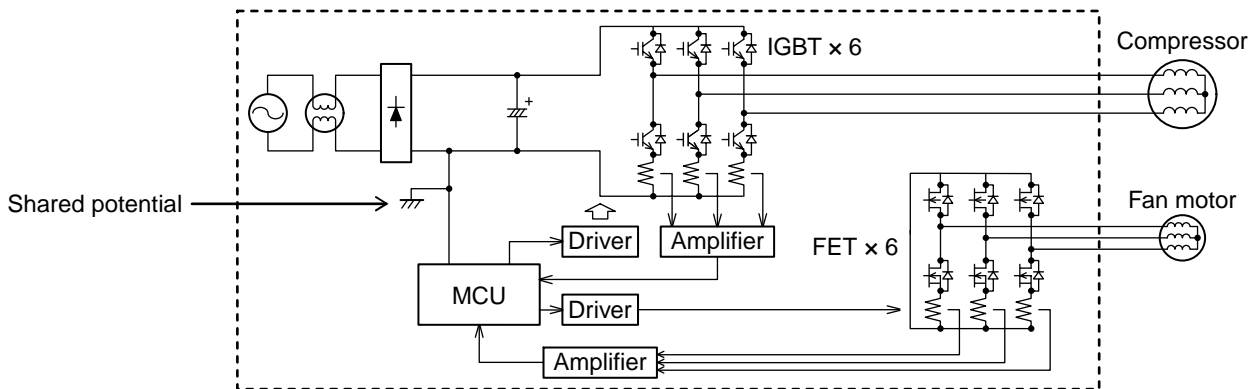 IGBT × 6
Compressor
Shared potential
Fan motor
Driver
Amplifier
FET × 6
MCU
Driver
Amplifier
+